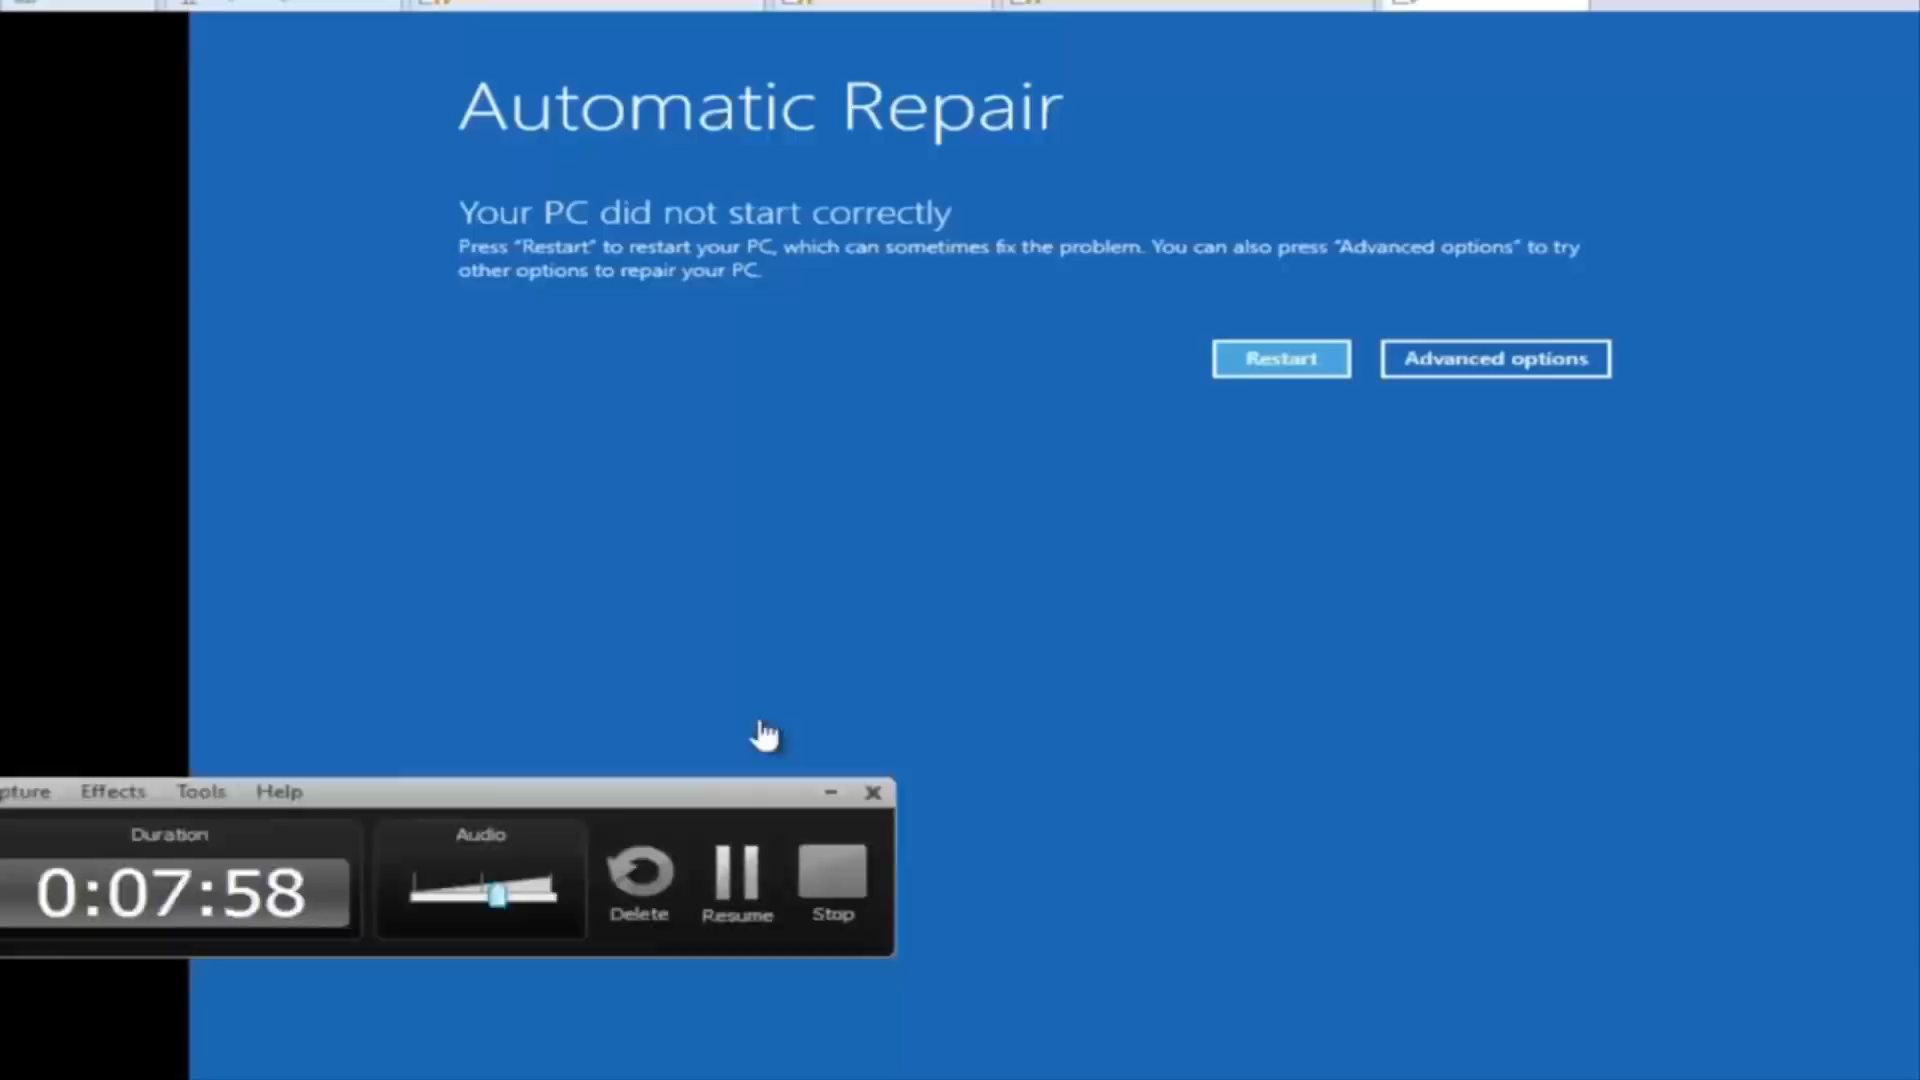 Automatic Repair
Your PC did not start correctly
Press "Restart" to restart your PC, which can sometimes fix the problem. You can also press "Advanced options" to try
other options to repair your PC.
Restart Advanced options
pture Effects Tools Help
Duration Audio
0:07:58
Delete Resume Stop